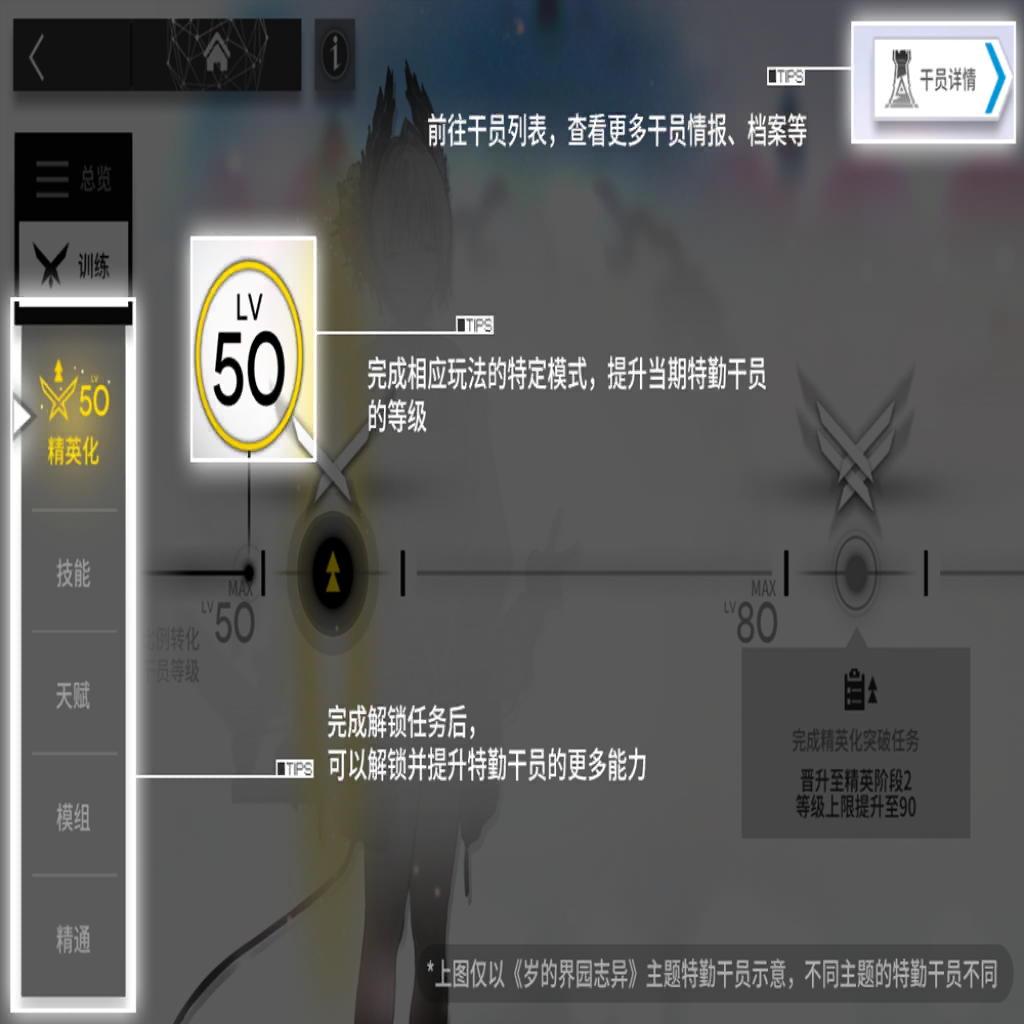 TIPS
干员详情
前往干员列表，查看更多干员情报、档案等
总览
训练
LV
50
TIPS
完成相应玩法的特定模式，提升当期特勤干员
的等级
LV
50
精英化
技能
MAX
LV
50
MAX
LV
80
例转化
干员等级
天赋
完成解锁任务后，
可以解锁并提升特勤干员的更多能力
TIPS
完成精英化突破任务
晋升至精英阶段2
等级上限提升至90
模组
精通
*上图仅以《岁的界园志异》主题特勤干员示意，不同主题的特勤干员不同